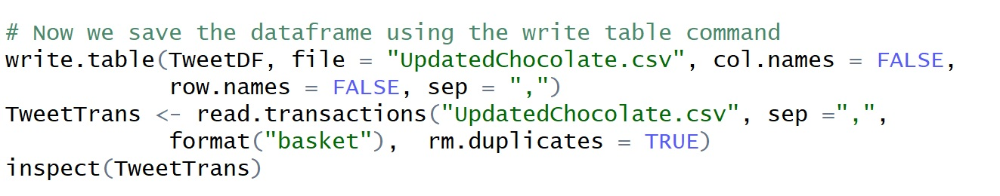 # Now we save the dataframe using the write table command
write.table(TweetDF, file = "UpdatedChocolate.csv", col.names = FALSE,
            row.names = FALSE, sep = ",")
TweetTrans <- read.transactions("UpdatedChocolate.csv", sep =",",
            format("basket"),  rm.duplicates = TRUE)
inspect(TweetTrans)